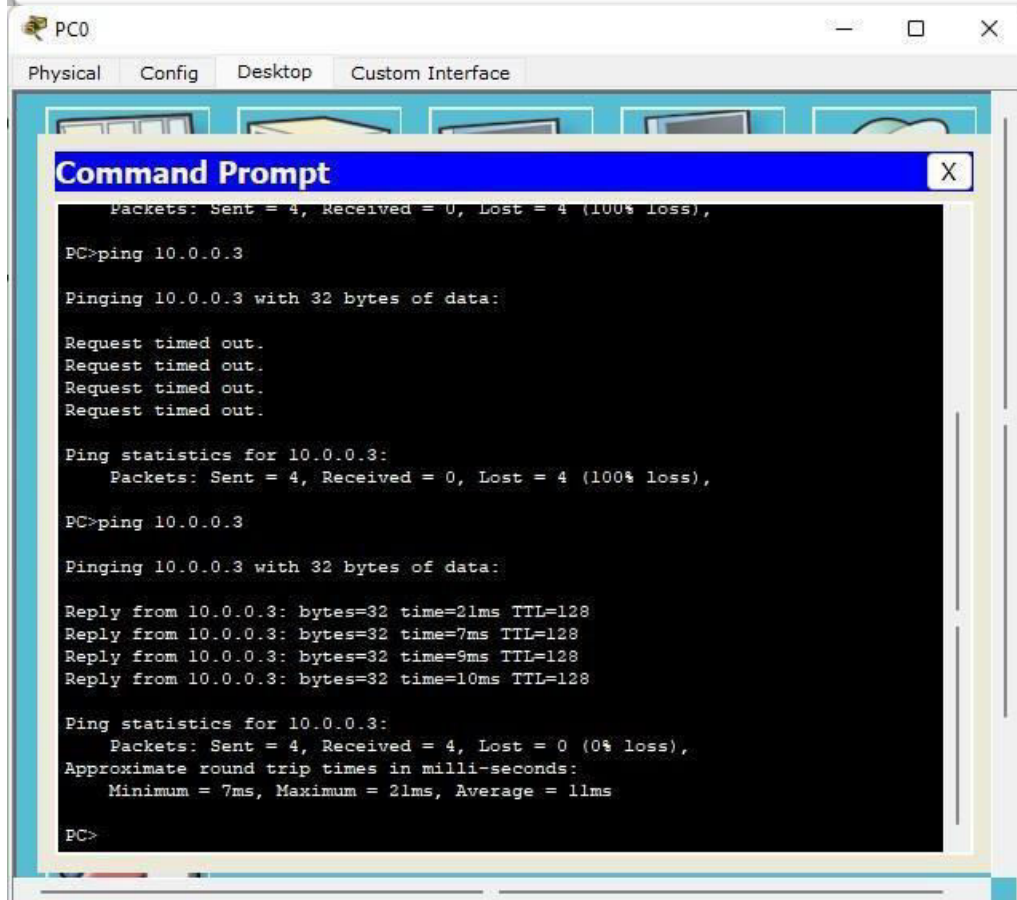 PC0
Physical Config Desktop Custom Interface
Command Prompt
X
Packets: Sent = 4, Received = 0, Lost = 4 (100% loss),
PC>ping 10.0.0.3
Pinging 10.0.0.3 with 32 bytes of data:
Request timed out.
Request timed out.
Request timed out.
Request timed out.
Ping statistics for 10.0.0.3:
Packets: Sent = 4, Received = 0, Lost = 4 (100% loss),
PC>ping 10.0.0.3
Pinging 10.0.0.3 with 32 bytes of data:
Reply from 10.0.0.3: bytes=32 time=21ms TTL=128
Reply from 10.0.0.3: bytes=32 time=7ms TTL=128
Reply from 10.0.0.3: bytes=32 time=9ms TTL=128
Reply from 10.0.0.3: bytes=32 time=10ms TTL=128
Ping statistics for 10.0.0.3:
Packets: Sent = 4, Received = 4, Lost = 0 (0% loss),
Approximate round trip times in milli-seconds:
Minimum = 7ms, Maximum = 21ms, Average = 11ms
PC>